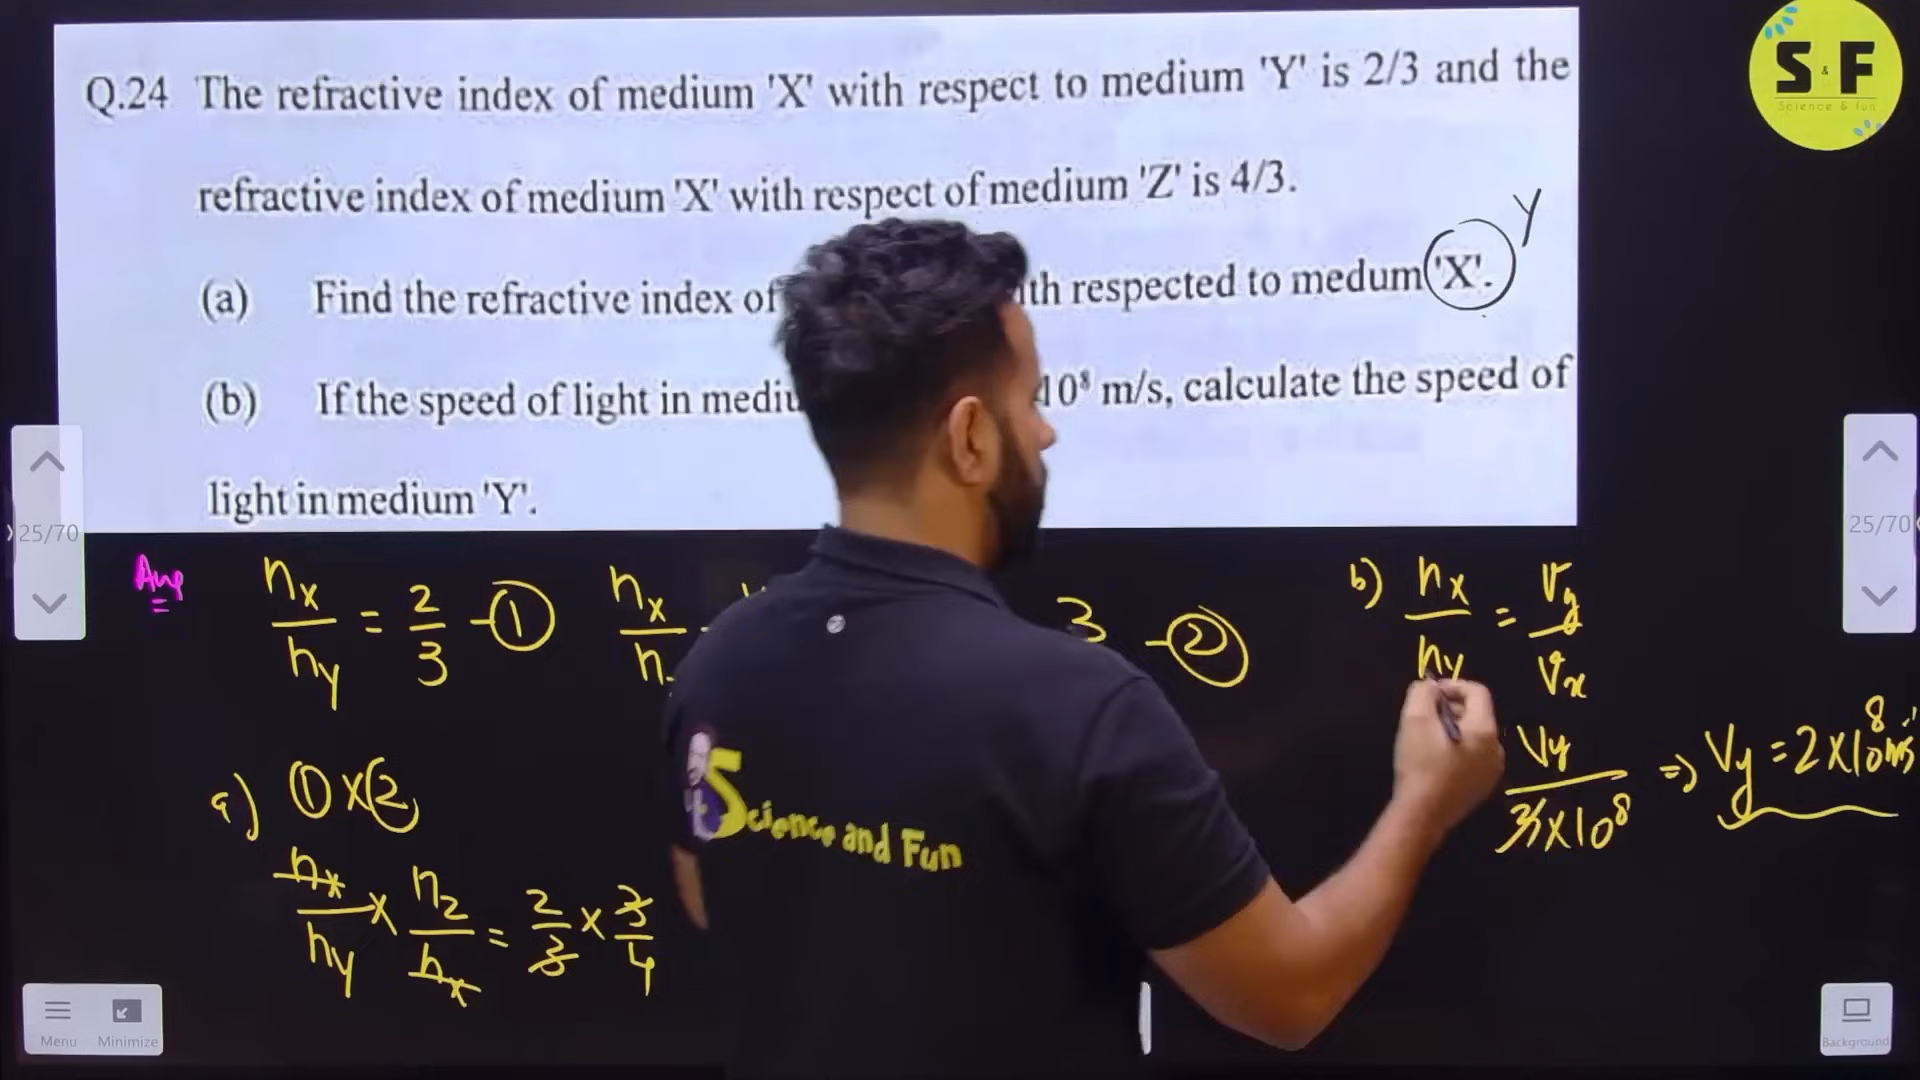 S & F
Science & fun
Q.24 The refractive index of medium 'X' with respect to medium 'Y' is 2/3 and the
refractive index of medium 'X' with respect of medium 'Z' is 4/3.
Y
(a) Find the refractive index of th respected to medum 'X'.
(b) If the speed of light in mediu 10⁸ m/s, calculate the speed of
light in medium 'Y'.
25/70
25/70
Ans
nx/ny = 2/3 -①
nx/n
3 -②
b) nx/ny = vy/vx
vy/3×10⁸ => vy = 2×10⁸ ms⁻¹
a) ①×②
nx/ny × nz/nx = 2/3 × 3/4
Science and Fun
Menu Minimize
Background